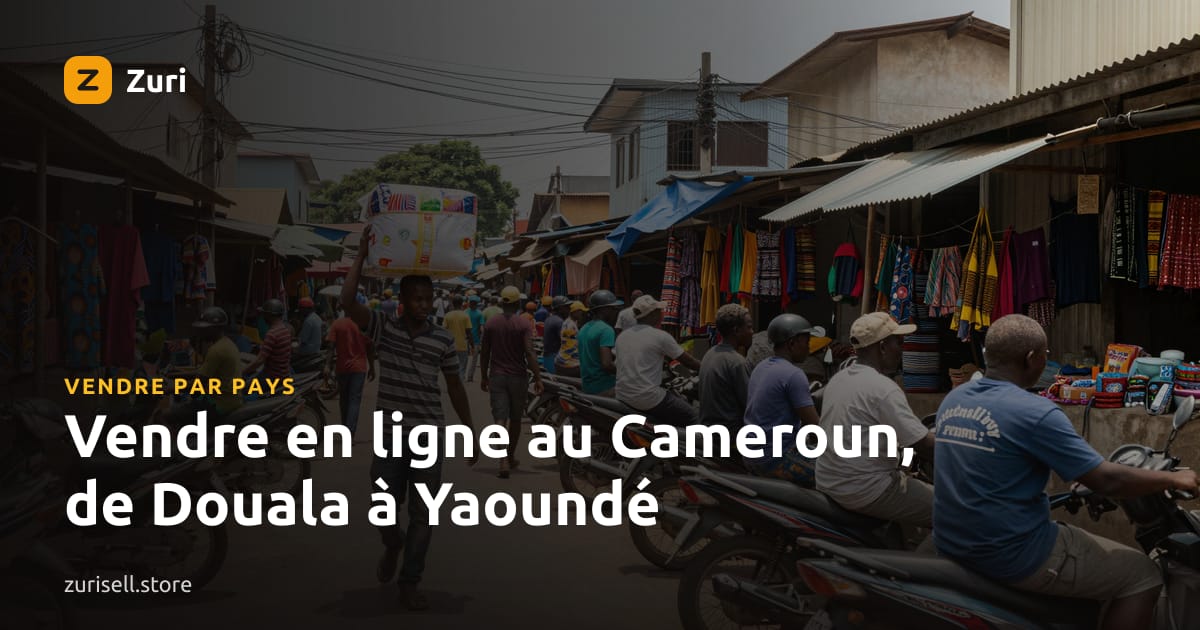 Z Zuri
VENDRE PAR PAYS
Vendre en ligne au Cameroun,
de Douala à Yaoundé
zurisell.store